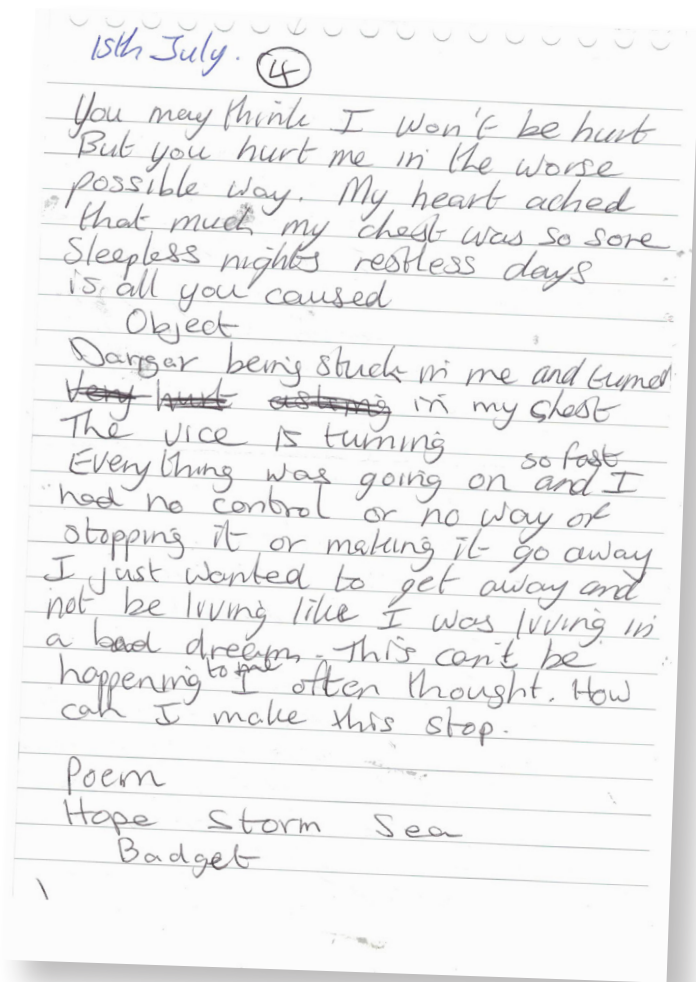 15th July. 4
You may think I won't be hurt
But you hurt me in the worse
possible way. My heart ached
that much my chest was so sore
Sleepless nights restless days
is all you caused
Object
Dangar being stuck in me and turned
very hurt in my chest
The vice is turning
so fast
Everything was going on and I
had no control or no way of
stopping it or making it go away
I just wanted to get away and
not be living like I was living in
a bad dream. This can't be
happening to me I often thought. How
can I make this stop.
Poem
Hope Storm Sea
Badget